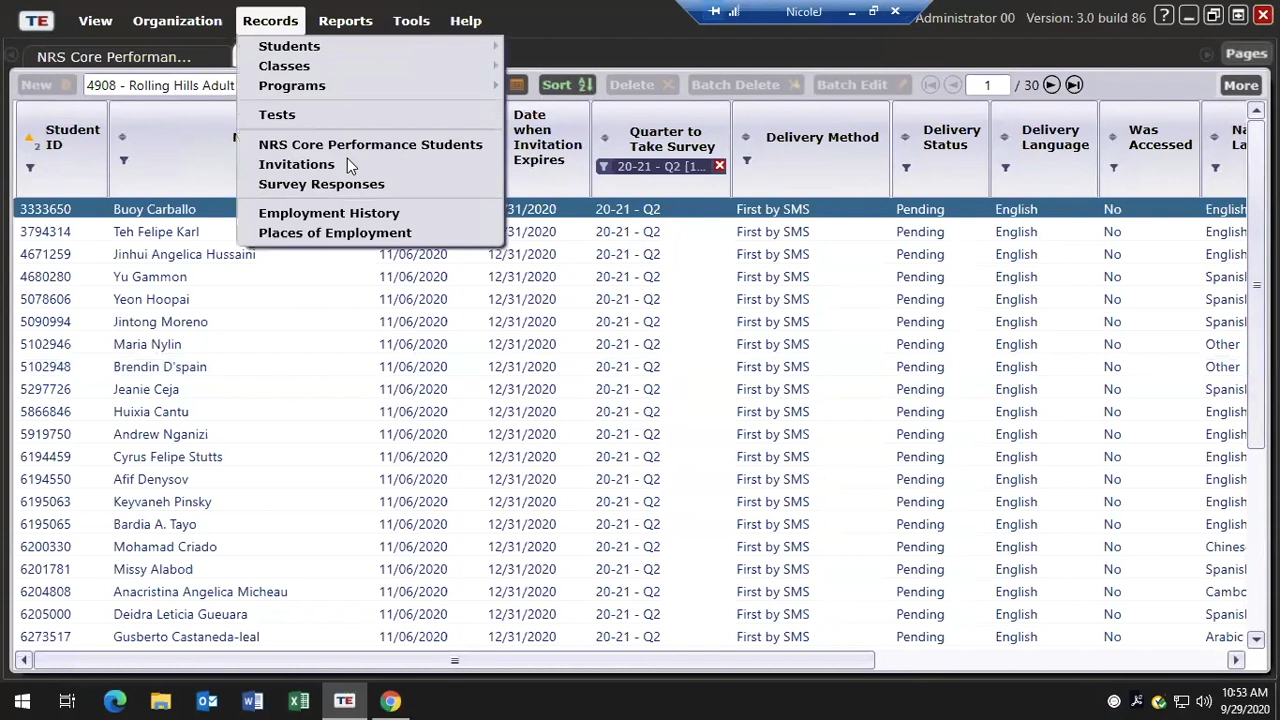 TE View Organization Records Reports Tools Help NicoleJ Administrator 00 Version: 3.0 build 86 ?
NRS Core Performan... Pages
New 4908 - Rolling Hills Adult Sort Delete Batch Delete Batch Edit 1 / 30 More
Students
Classes
Programs
Tests
NRS Core Performance Students
Invitations
Survey Responses
Employment History
Places of Employment
Student ID Date when Invitation Expires Quarter to Take Survey Delivery Method Delivery Status Delivery Language Was Accessed
2 20-21 - Q2 [1...
3333650 Buoy Carballo /31/2020 20-21 - Q2 First by SMS Pending English No English
3794314 Teh Felipe Karl /31/2020 20-21 - Q2 First by SMS Pending English No English
4671259 Jinhui Angelica Hussaini 11/06/2020 12/31/2020 20-21 - Q2 First by SMS Pending English No English
4680280 Yu Gammon 11/06/2020 12/31/2020 20-21 - Q2 First by SMS Pending English No Spanis
5078606 Yeon Hoopai 11/06/2020 12/31/2020 20-21 - Q2 First by SMS Pending English No Spanis
5090994 Jintong Moreno 11/06/2020 12/31/2020 20-21 - Q2 First by SMS Pending English No Spanis
5102946 Maria Nylin 11/06/2020 12/31/2020 20-21 - Q2 First by SMS Pending English No Other
5102948 Brendin D'spain 11/06/2020 12/31/2020 20-21 - Q2 First by SMS Pending English No Other
5297726 Jeanie Ceja 11/06/2020 12/31/2020 20-21 - Q2 First by SMS Pending English No Spanis
5866846 Huixia Cantu 11/06/2020 12/31/2020 20-21 - Q2 First by SMS Pending English No Spanis
5919750 Andrew Nganizi 11/06/2020 12/31/2020 20-21 - Q2 First by SMS Pending English No English
6194459 Cyrus Felipe Stutts 11/06/2020 12/31/2020 20-21 - Q2 First by SMS Pending English No English
6194550 Afif Denysov 11/06/2020 12/31/2020 20-21 - Q2 First by SMS Pending English No English
6195063 Keyvaneh Pinsky 11/06/2020 12/31/2020 20-21 - Q2 First by SMS Pending English No English
6195065 Bardia A. Tayo 11/06/2020 12/31/2020 20-21 - Q2 First by SMS Pending English No English
6200330 Mohamad Criado 11/06/2020 12/31/2020 20-21 - Q2 First by SMS Pending English No Chines
6201781 Missy Alabod 11/06/2020 12/31/2020 20-21 - Q2 First by SMS Pending English No Spanis
6204808 Anacristina Angelica Micheau 11/06/2020 12/31/2020 20-21 - Q2 First by SMS Pending English No Cambo
6205000 Deidra Leticia Gueuara 11/06/2020 12/31/2020 20-21 - Q2 First by SMS Pending English No Spanis
6273517 Gusberto Castaneda-leal 11/06/2020 12/31/2020 20-21 - Q2 First by SMS Pending English No Arabic
TE 10:53 AM
9/29/2020